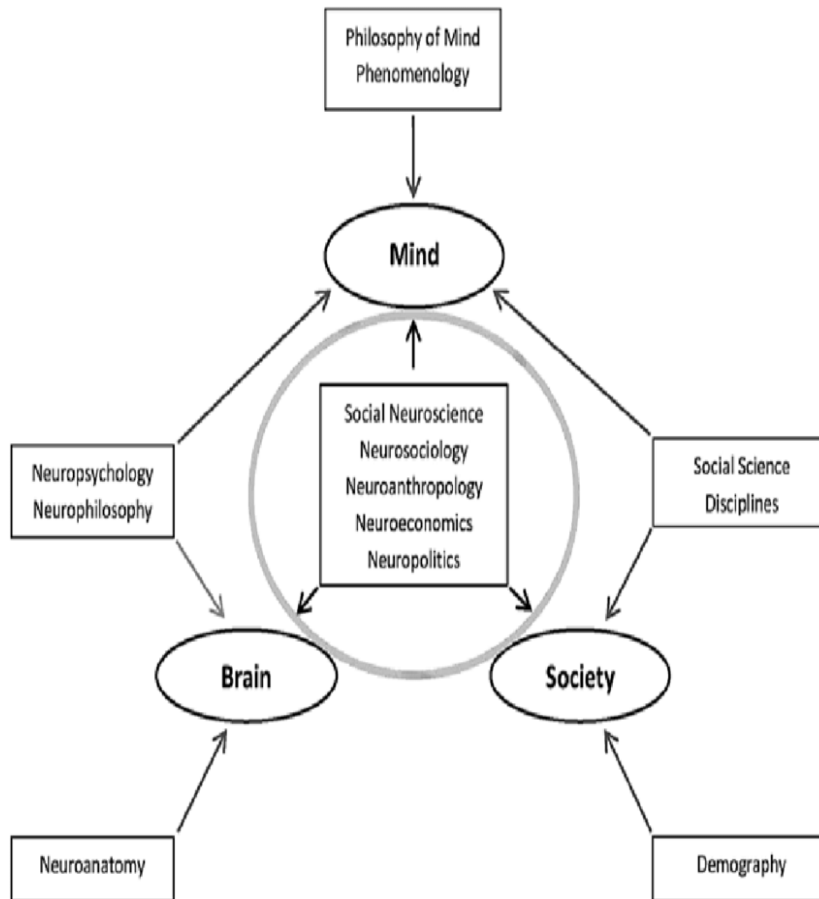 Philosophy of Mind
Phenomenology
Mind
Social Neuroscience
Neurosociology
Neuroanthropology
Neuroeconomics
Neuropolitics
Neuropsychology
Neurophilosophy
Social Science
Disciplines
Brain
Society
Neuroanatomy
Demography